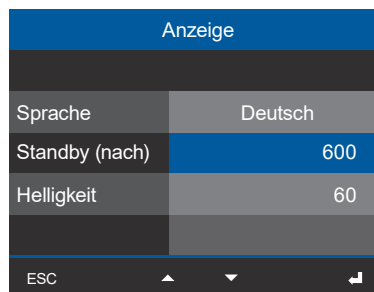 Anzeige
Sprache Deutsch
Standby (nach) 600
Helligkeit 60
ESC